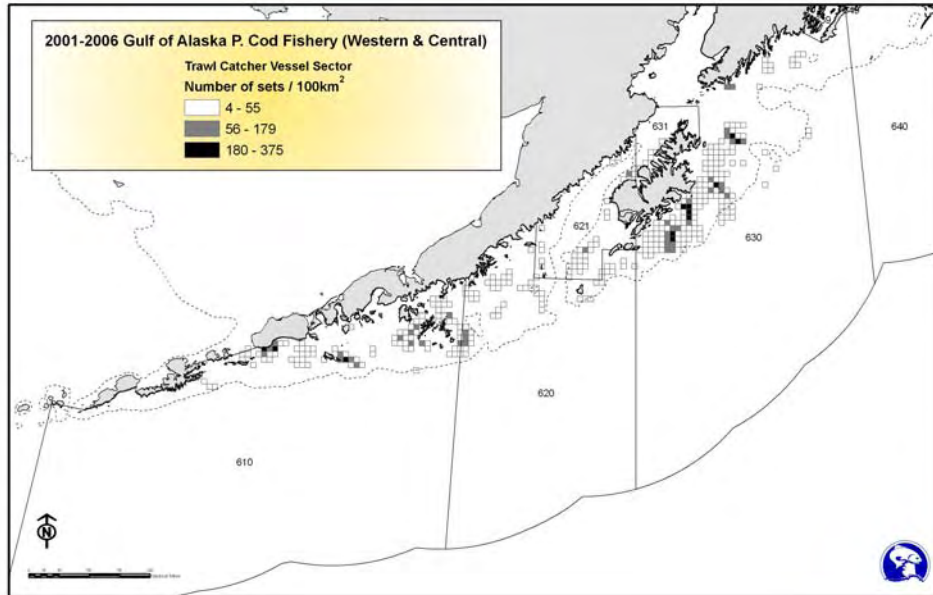 2001-2006 Gulf of Alaska P. Cod Fishery (Western & Central)
Trawl Catcher Vessel Sector
Number of sets / 100km²
4 - 55
56 - 179
180 - 375
631
640
621
630
620
610
N